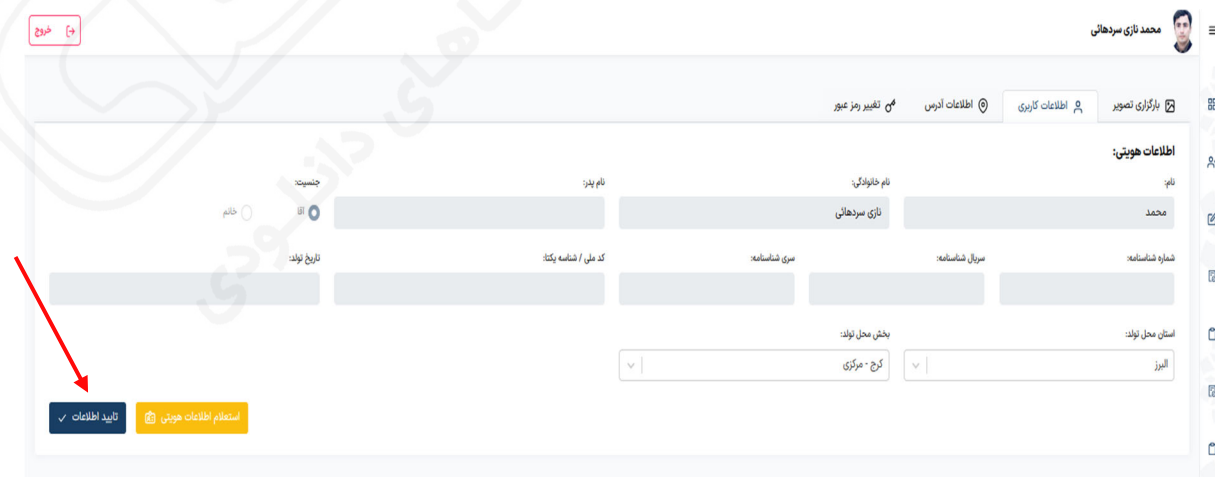 محمد نازی سردهائی
خروج
بارگزاری تصویر
اطلاعات کاربری
اطلاعات آدرس
تغییر رمز عبور
اطلاعات هویتی:
نام: نام خانوادگی: نام پدر: جنسیت:
محمد نازی سردهائی آقا خانم
شماره شناسنامه: سریال شناسنامه: سری شناسنامه: کد ملی / شناسه یکتا: تاریخ تولد:
استان محل تولد: بخش محل تولد:
البرز کرج - مرکزی
استعلام اطلاعات هویتی تایید اطلاعات